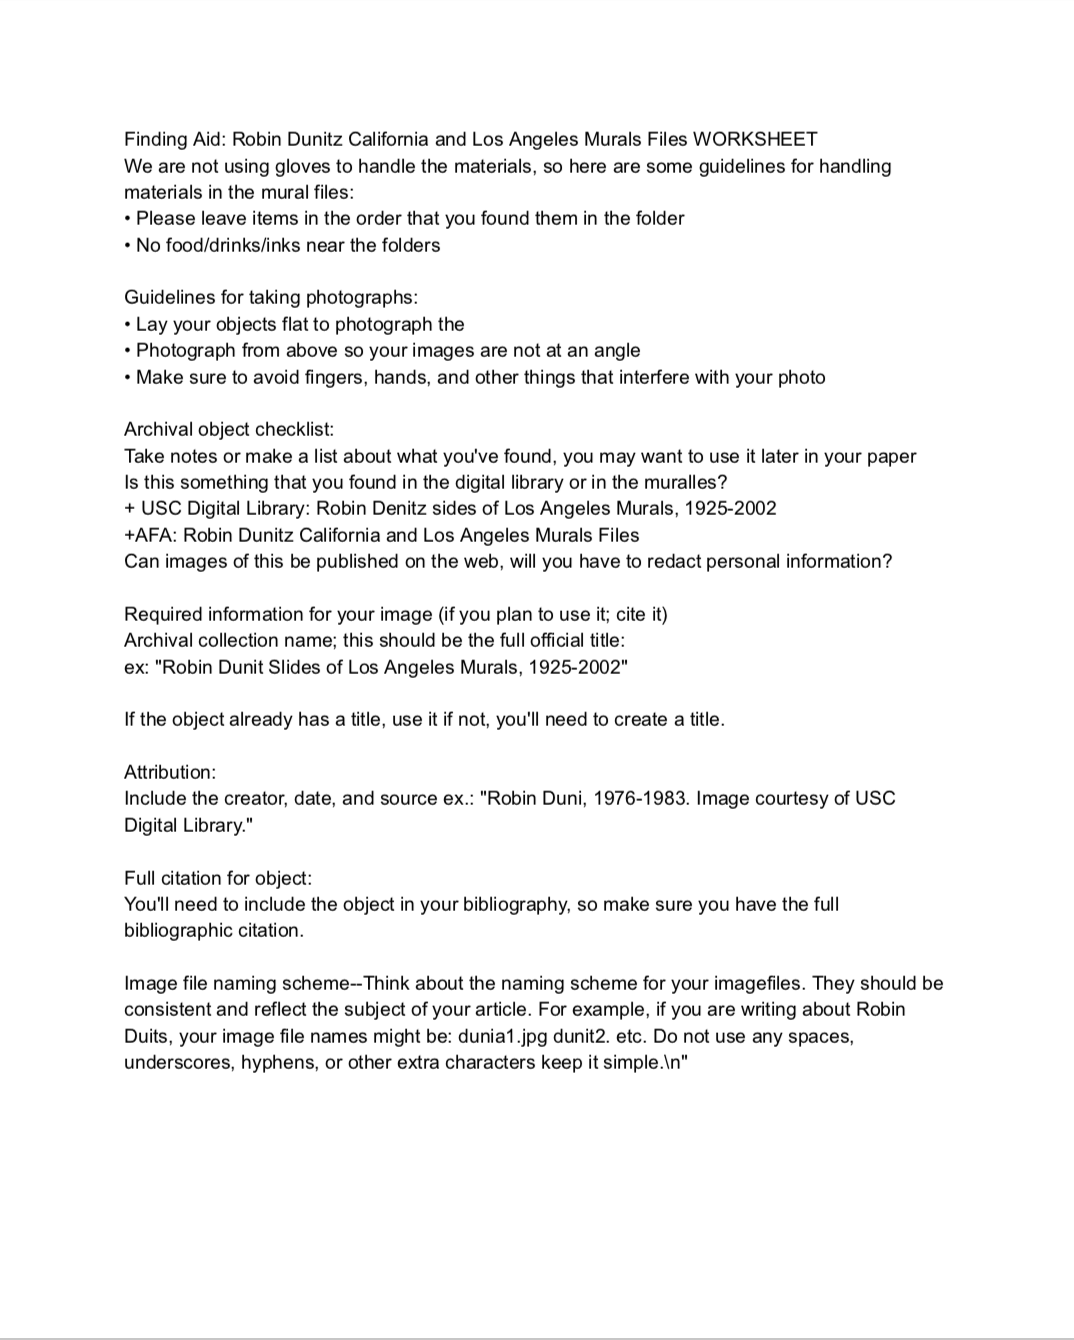 Finding Aid: Robin Dunitz California and Los Angeles Murals Files WORKSHEET
We are not using gloves to handle the materials, so here are some guidelines for handling
materials in the mural files:
• Please leave items in the order that you found them in the folder
• No food/drinks/inks near the folders
Guidelines for taking photographs:
• Lay your objects flat to photograph the
• Photograph from above so your images are not at an angle
• Make sure to avoid fingers, hands, and other things that interfere with your photo
Archival object checklist:
Take notes or make a list about what you've found, you may want to use it later in your paper
Is this something that you found in the digital library or in the muralles?
+ USC Digital Library: Robin Denitz sides of Los Angeles Murals, 1925-2002
+AFA: Robin Dunitz California and Los Angeles Murals Files
Can images of this be published on the web, will you have to redact personal information?
Required information for your image (if you plan to use it; cite it)
Archival collection name; this should be the full official title:
ex: "Robin Dunit Slides of Los Angeles Murals, 1925-2002"
If the object already has a title, use it if not, you'll need to create a title.
Attribution:
Include the creator, date, and source ex.: "Robin Duni, 1976-1983. Image courtesy of USC
Digital Library."
Full citation for object:
You'll need to include the object in your bibliography, so make sure you have the full
bibliographic citation.
Image file naming scheme--Think about the naming scheme for your imagefiles. They should be
consistent and reflect the subject of your article. For example, if you are writing about Robin
Duits, your image file names might be: dunia1.jpg dunit2. etc. Do not use any spaces,
underscores, hyphens, or other extra characters keep it simple.\n"